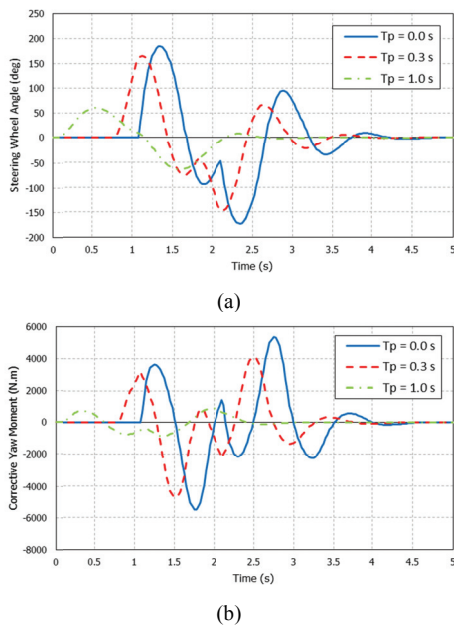 250
200
150
100
50
0
-50
-100
-150
-200
Steering Wheel Angle (deg)
Tp = 0.0 s
Tp = 0.3 s
Tp = 1.0 s
0 0.5 1 1.5 2 2.5 3 3.5 4 4.5 5
Time (s)
(a)
6000
4000
2000
0
-2000
-4000
-6000
-8000
Corrective Yaw Moment (N.m)
Tp = 0.0 s
Tp = 0.3 s
Tp = 1.0 s
0 0.5 1 1.5 2 2.5 3 3.5 4 4.5 5
Time (s)
(b)